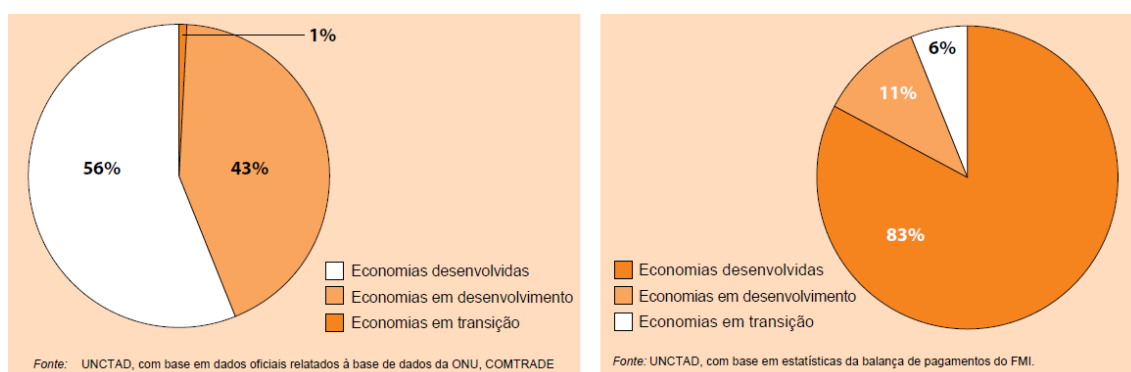 1%
56%
43%
Economias desenvolvidas
Economias em desenvolvimento
Economias em transição
Fonte: UNCTAD, com base em dados oficiais relatados à base de dados da ONU, COMTRADE
6%
11%
83%
Economias desenvolvidas
Economias em desenvolvimento
Economias em transição
Fonte: UNCTAD, com base em estatísticas da balança de pagamentos do FMI.